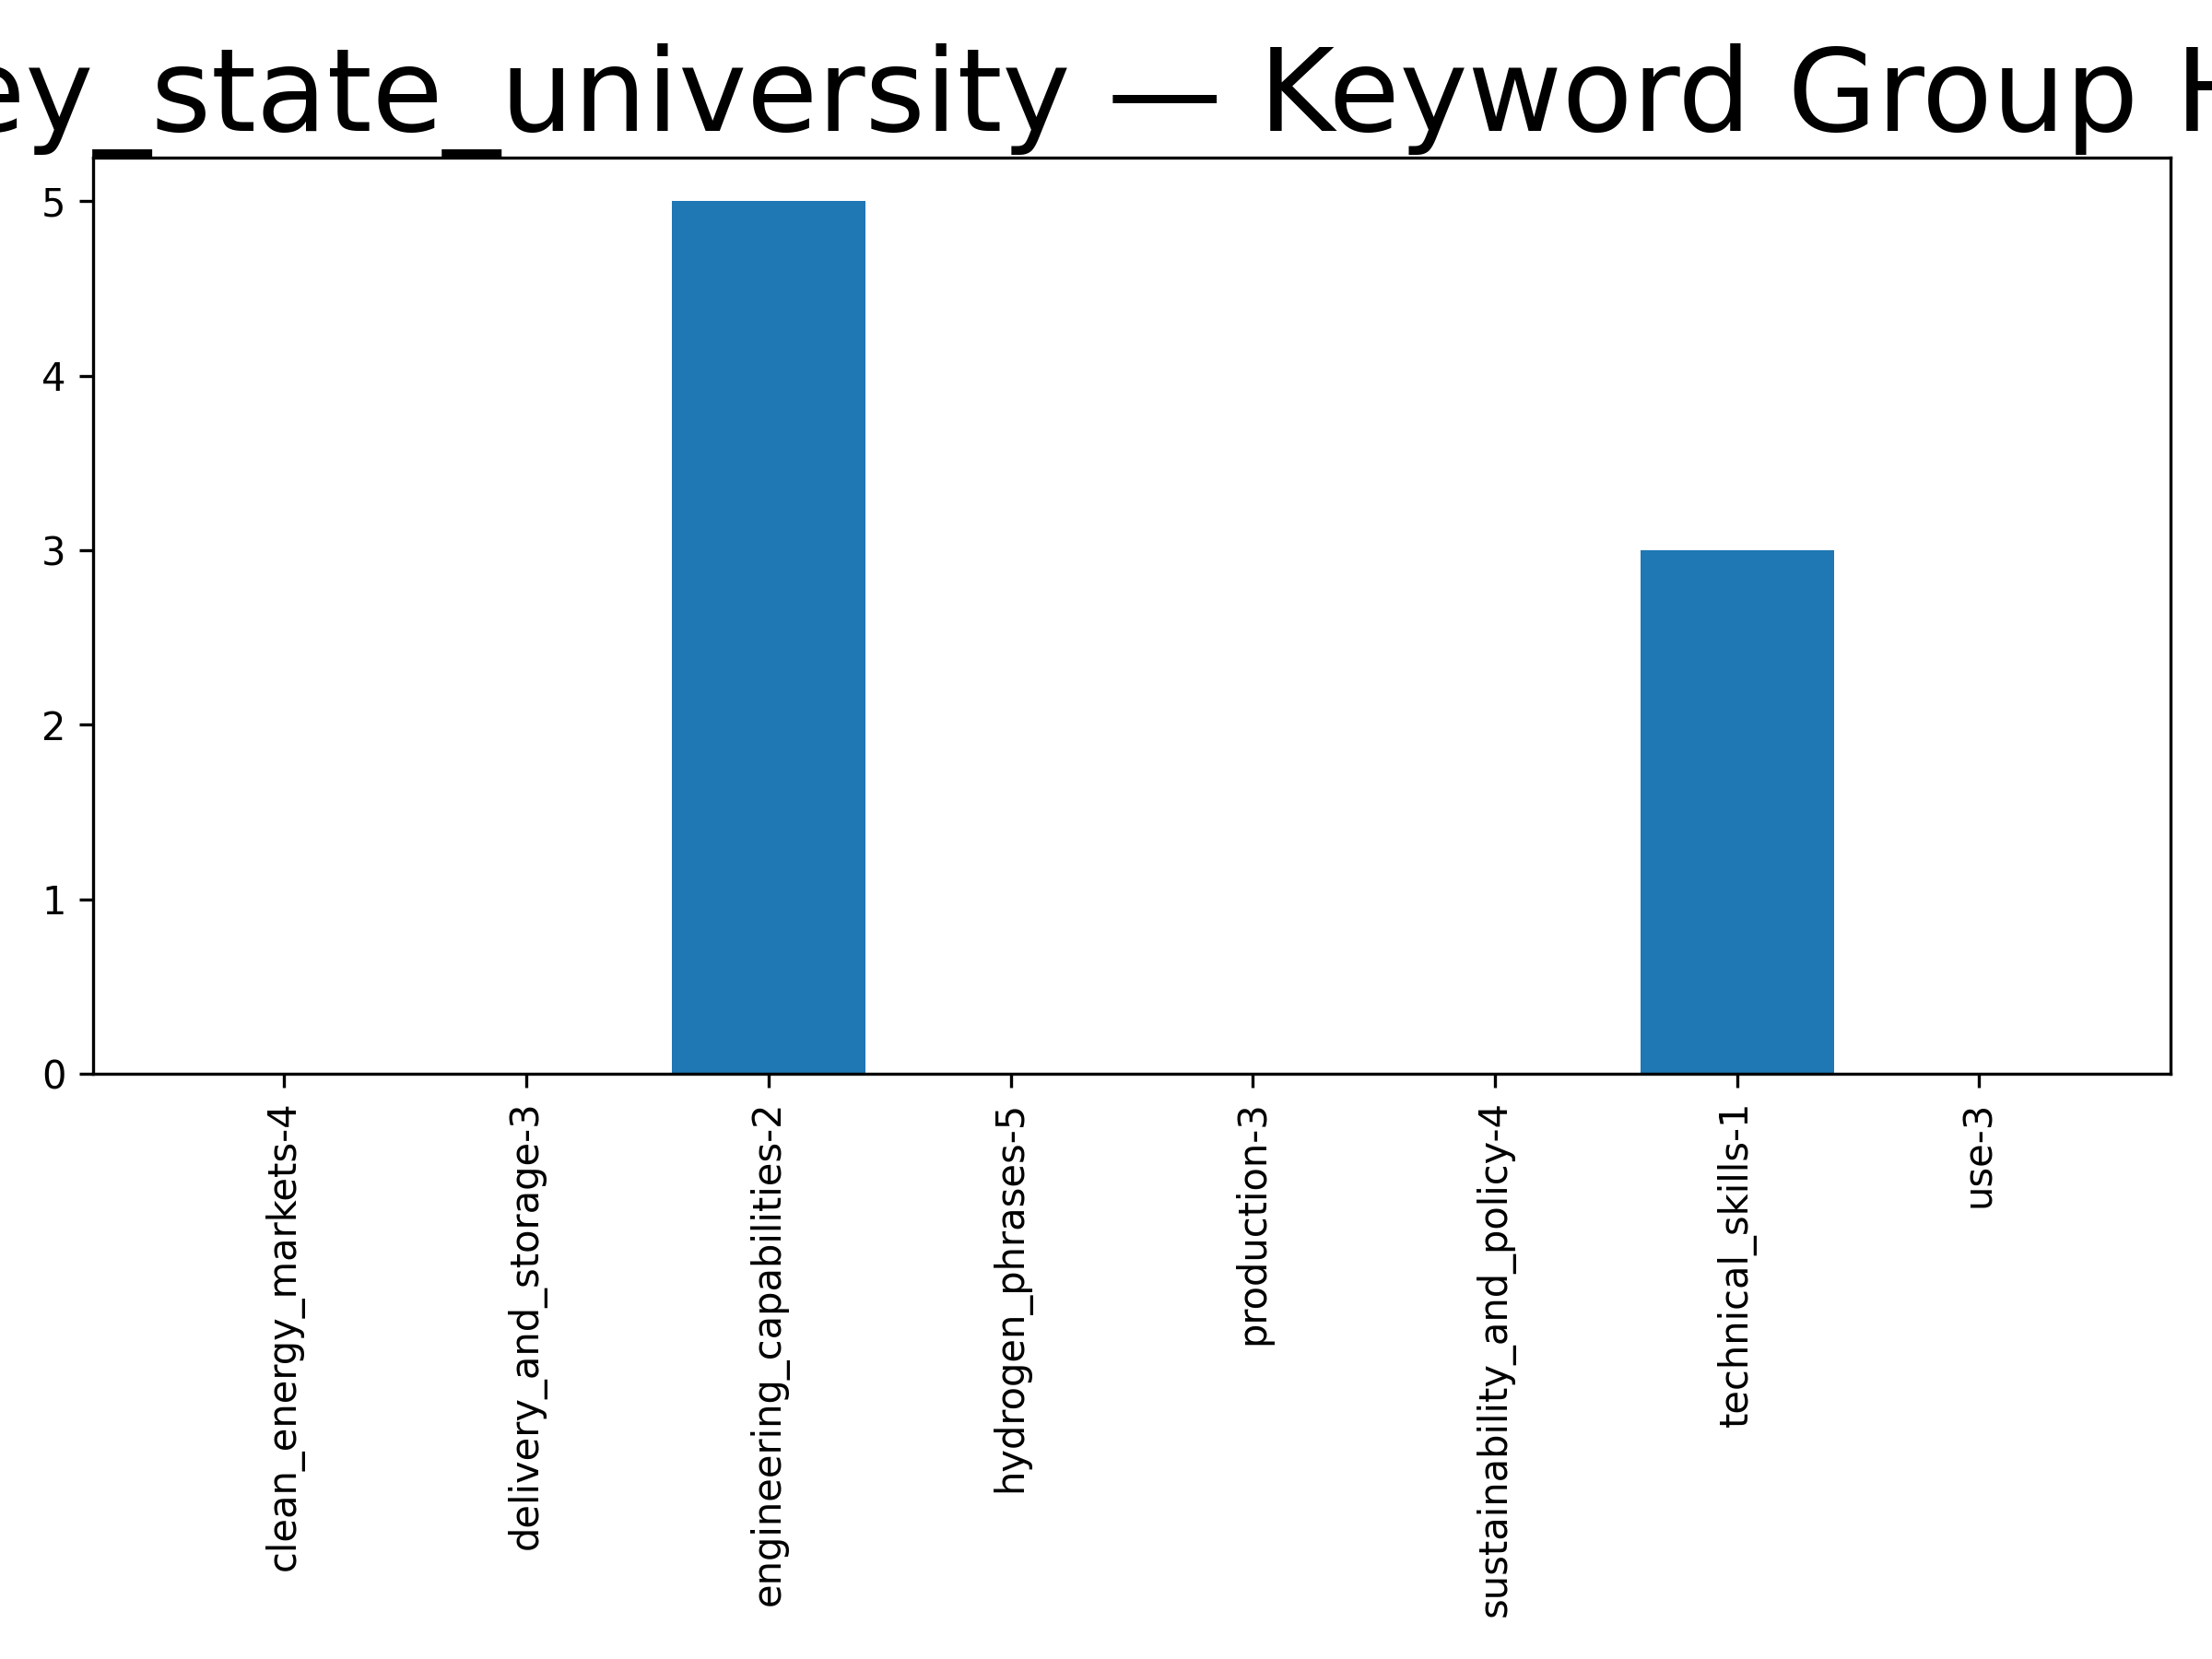 ey_state_university — Keyword Group H
5
4
3
2
1
0
clean_energy_markets-4
delivery_and_storage-3
engineering_capabilities-2
hydrogen_phrases-5
production-3
sustainability_and_policy-4
technical_skills-1
use-3